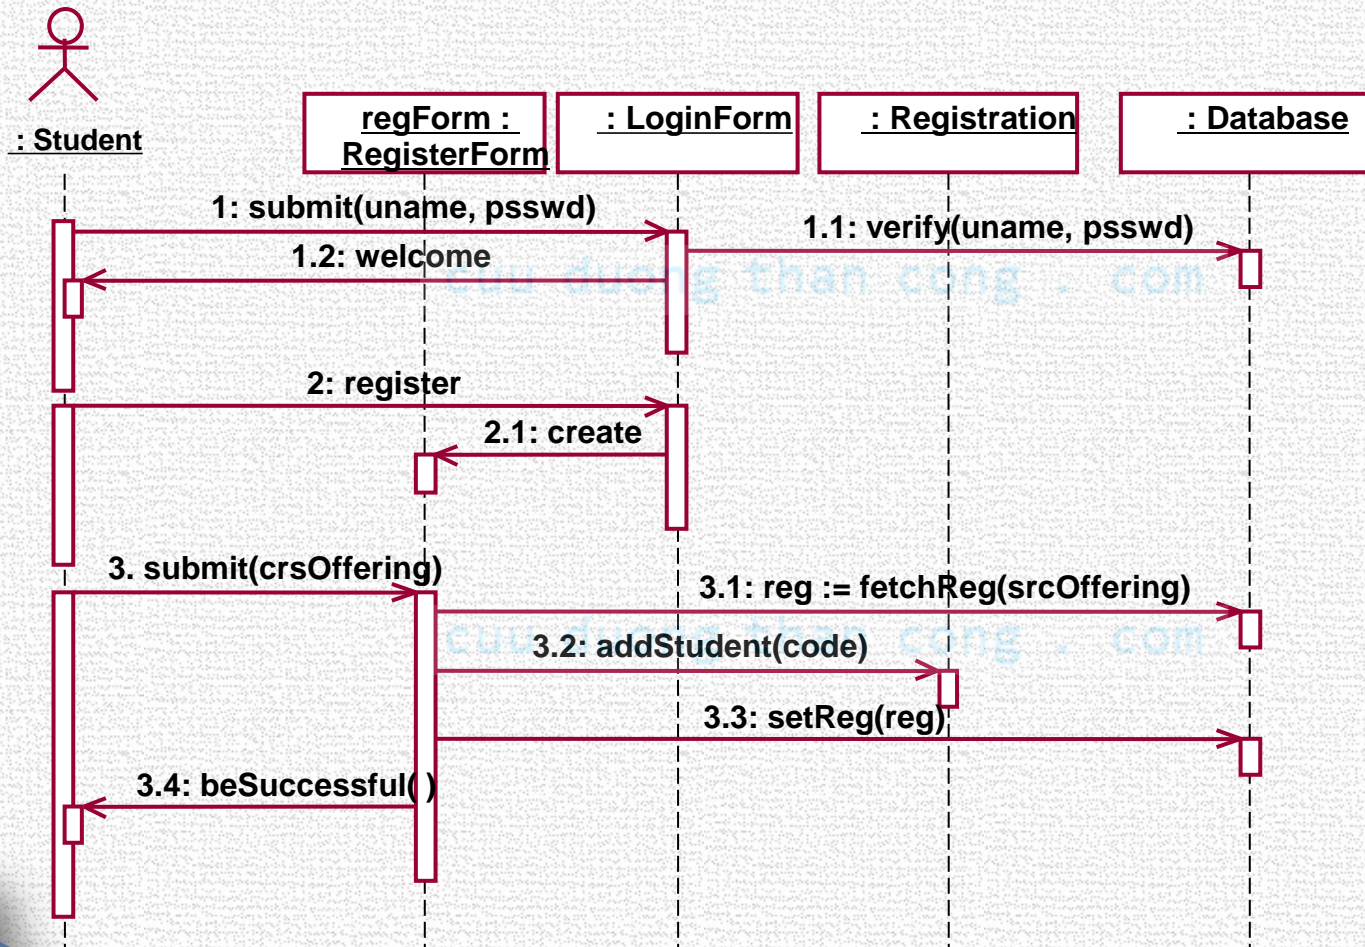 regForm :
RegisterForm
: LoginForm
: Registration
: Database
: Student
1: submit(uname, psswd)
1.1: verify(uname, psswd)
1.2: welcome
cuu duong than cong . com
2: register
2.1: create
3. submit(crsOffering)
3.1: reg := fetchReg(srcOffering)
cuu duong than cong . com
3.2: addStudent(code)
3.3: setReg(reg)
3.4: beSuccessful( )